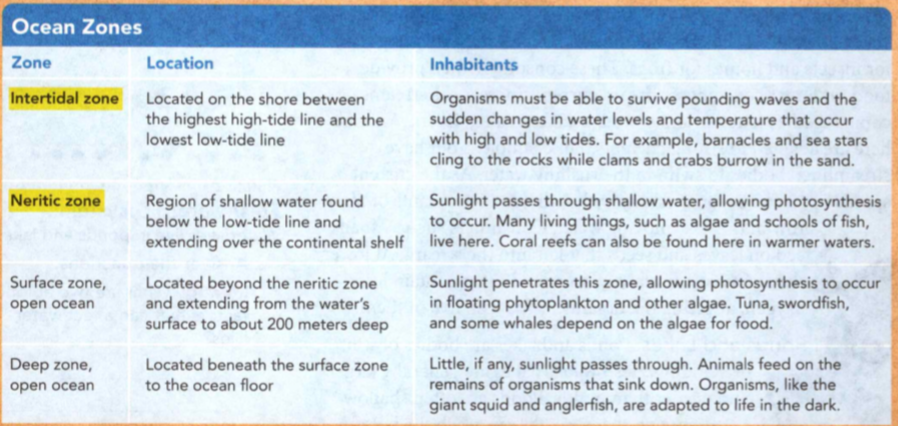 Ocean Zones
Zone Location Inhabitants
Intertidal zone
Located on the shore between
the highest high-tide line and the
lowest low-tide line
Organisms must be able to survive pounding waves and the
sudden changes in water levels and temperature that occur
with high and low tides. For example, barnacles and sea stars
cling to the rocks while clams and crabs burrow in the sand.
Neritic zone
Region of shallow water found
below the low-tide line and
extending over the continental shelf
Sunlight passes through shallow water, allowing photosynthesis
to occur. Many living things, such as algae and schools of fish,
live here. Coral reefs can also be found here in warmer waters.
Surface zone,
open ocean
Located beyond the neritic zone
and extending from the water's
surface to about 200 meters deep
Sunlight penetrates this zone, allowing photosynthesis to occur
in floating phytoplankton and other algae. Tuna, swordfish,
and some whales depend on the algae for food.
Deep zone,
open ocean
Located beneath the surface zone
to the ocean floor
Little, if any, sunlight passes through. Animals feed on the
remains of organisms that sink down. Organisms, like the
giant squid and anglerfish, are adapted to life in the dark.